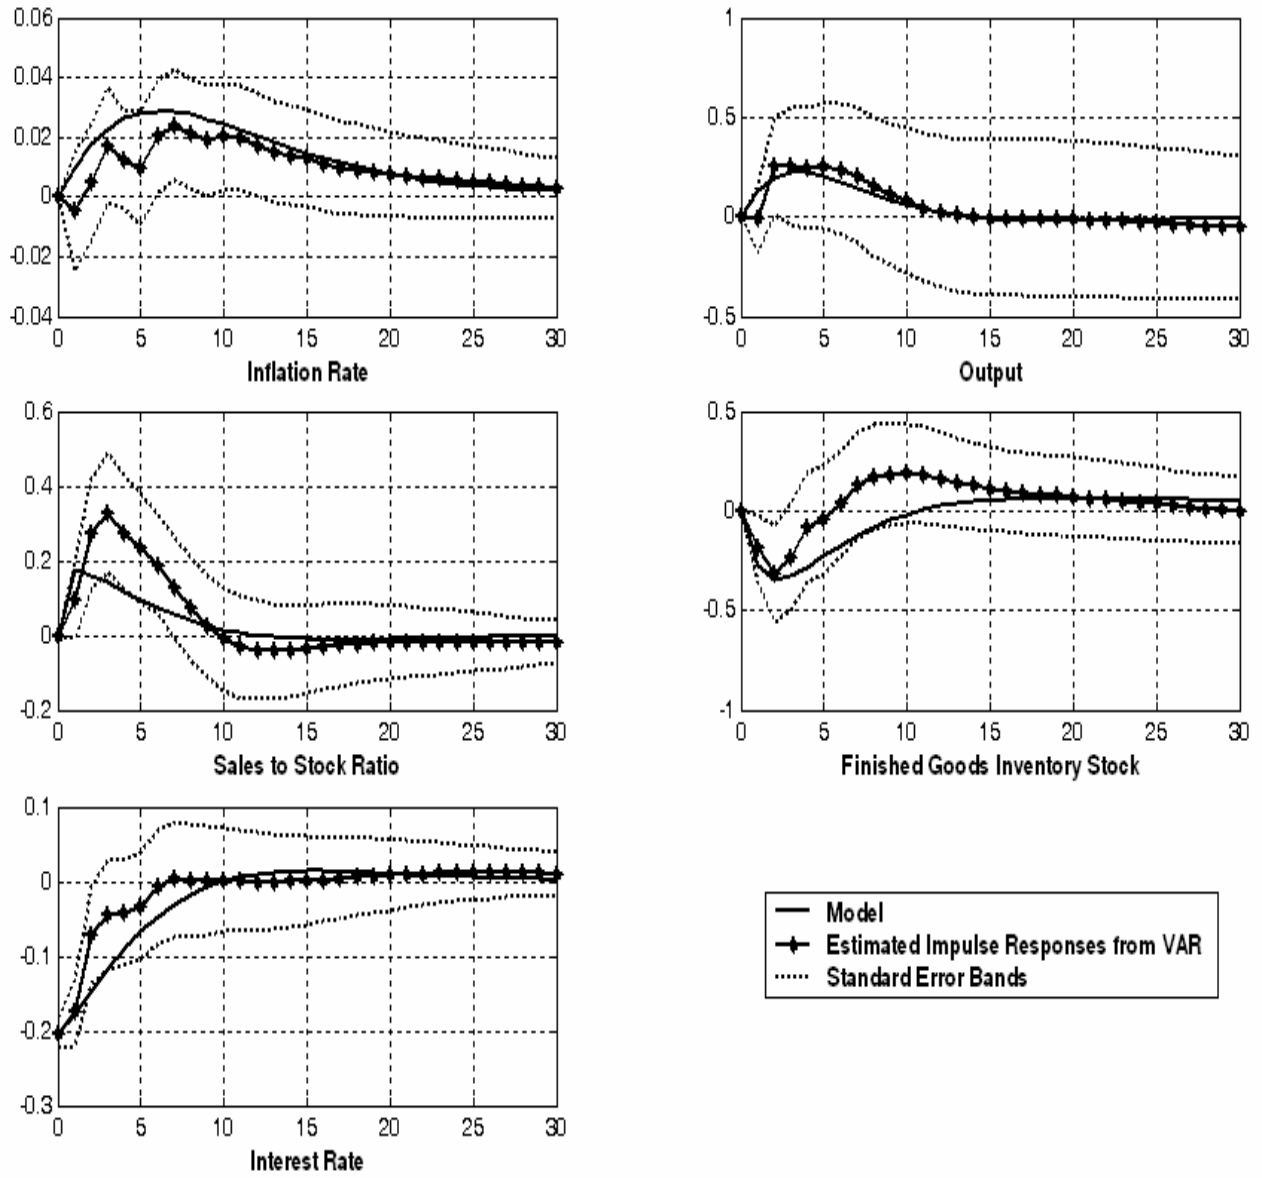 0.06
0.04
0.02
0
-0.02
-0.04
0 5 10 15 20 25 30
Inflation Rate
1
0.5
0
-0.5
0 5 10 15 20 25 30
Output
0.6
0.4
0.2
0
-0.2
0 5 10 15 20 25 30
Sales to Stock Ratio
0.5
0
-0.5
-1
0 5 10 15 20 25 30
Finished Goods Inventory Stock
0.1
0
-0.1
-0.2
-0.3
0 5 10 15 20 25 30
Interest Rate
Model
Estimated Impulse Responses from VAR
Standard Error Bands